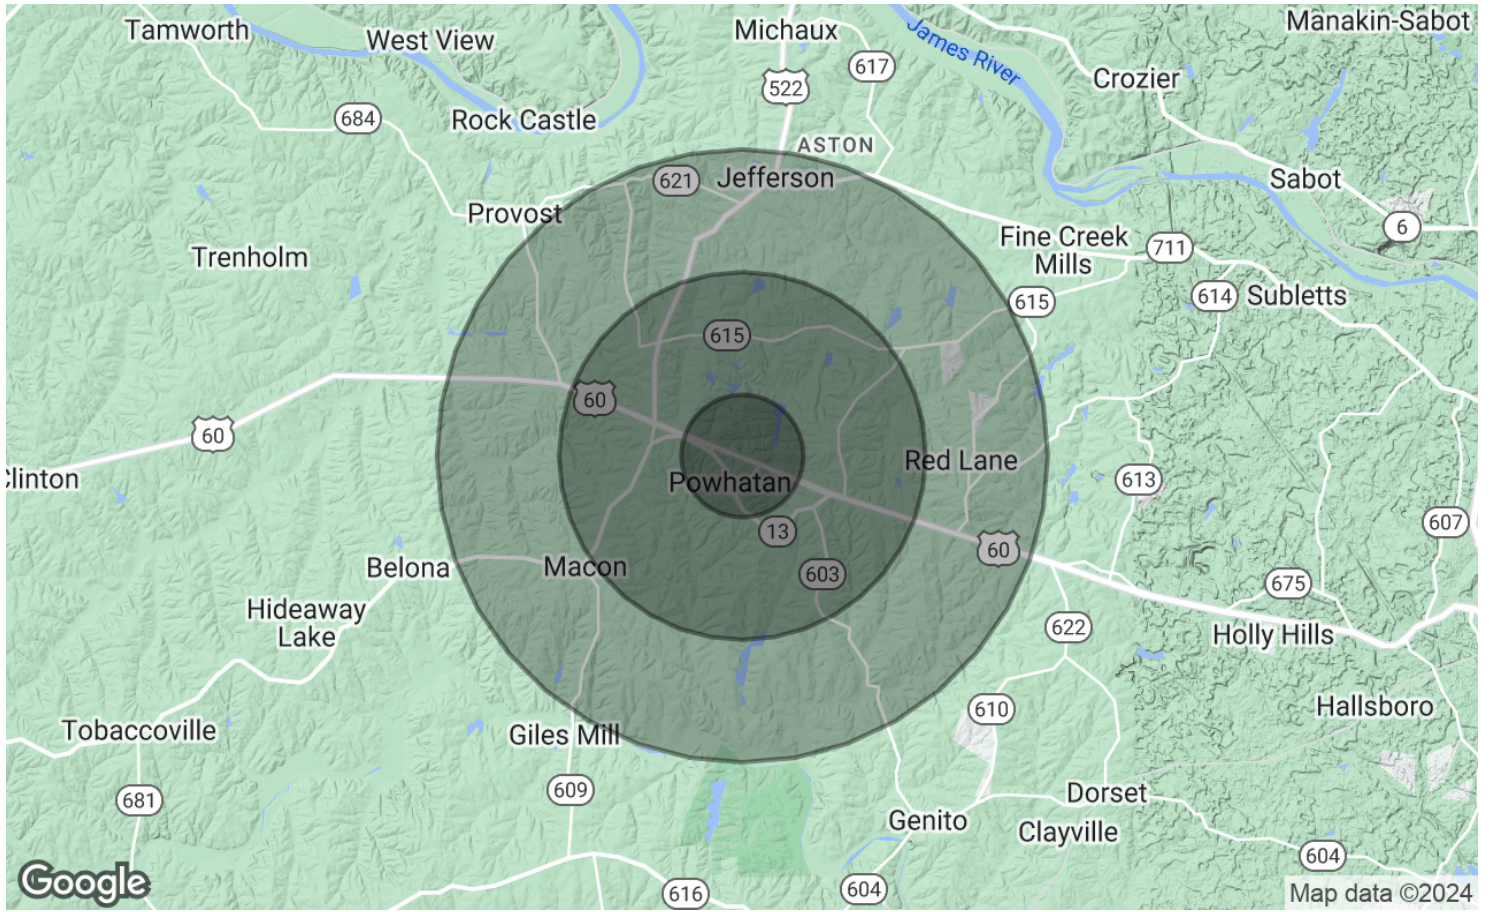 Tamworth
West View
Michaux
Manakin-Sabot
James River
617
522
Crozier
684
Rock Castle
ASTON
621
Jefferson
Sabot
Provost
6
Fine Creek
Mills
711
Trenholm
615
614
Subletts
615
60
60
Clinton
Powhatan
Red Lane
613
13
607
60
Belona
Macon
603
675
Hideaway
Lake
622
Holly Hills
610
Hallsboro
Tobaccoville
Giles Mill
681
609
Dorset
Genito
Clayville
604
Google
616
604
Map data ©2024